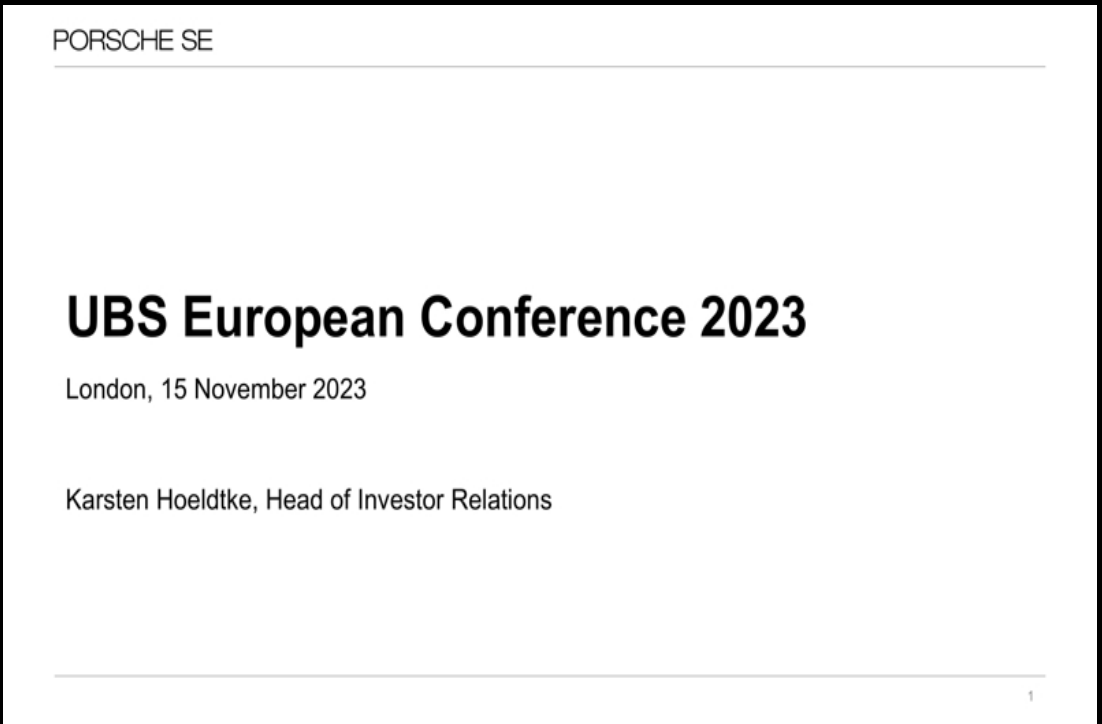 PORSCHE SE
UBS European Conference 2023
London, 15 November 2023
Karsten Hoeldtke, Head of Investor Relations
1